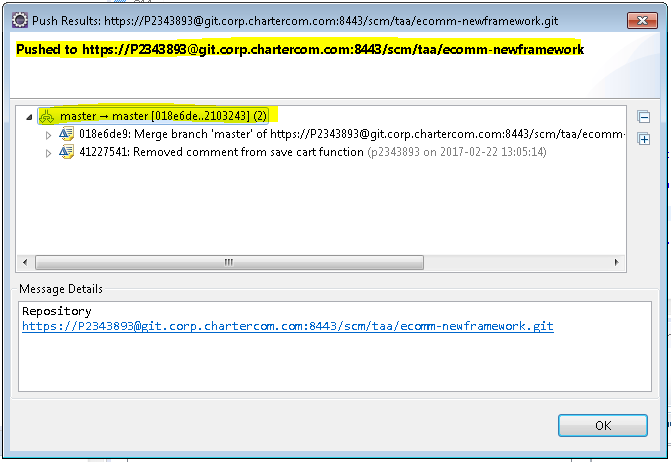 Push Results: https://P2343893@git.corp.chartercom.com:8443/scm/taa/ecomm-newframework.git
Pushed to https://P2343893@git.corp.chartercom.com:8443/scm/taa/ecomm-newframework
master → master [018e6de..2103243] (2)
018e6de9: Merge branch 'master' of https://P2343893@git.corp.chartercom.com:8443/scm/taa/ecomm-
41227541: Removed comment from save cart function (p2343893 on 2017-02-22 13:05:14)
Message Details
Repository
https://P2343893@git.corp.chartercom.com:8443/scm/taa/ecomm-newframework.git
OK